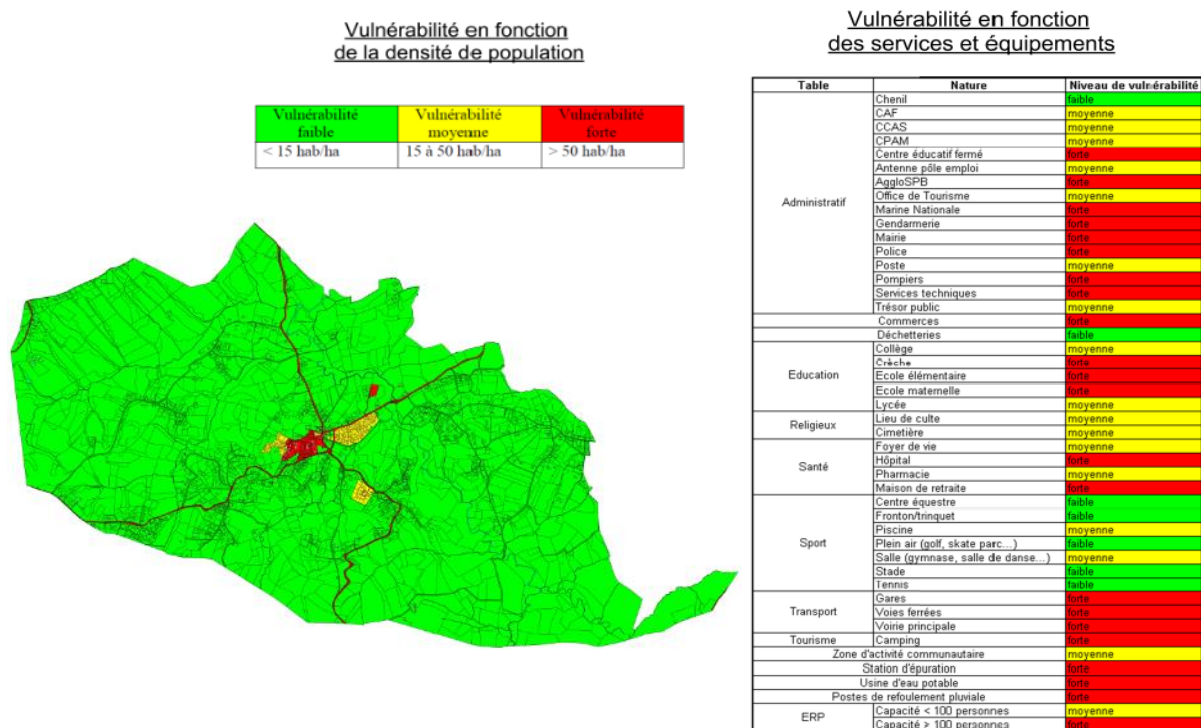 Vulnérabilité en fonction
de la densité de population
Vulnérabilité faible Vulnérabilité moyenne Vulnérabilité forte
< 15 hab/ha 15 à 50 hab/ha > 50 hab/ha
Vulnérabilité en fonction
des services et équipements
Table Nature Niveau de vulnérabilité
Administratif
Chenil faible
CAF moyenne
CCAS moyenne
CPAM moyenne
Centre éducatif fermé forte
Antenne pôle emploi moyenne
AggloSPB forte
Office de Tourisme moyenne
Marine Nationale forte
Gendarmerie forte
Mairie forte
Police forte
Poste moyenne
Pompiers forte
Services techniques forte
Trésor public moyenne
Commerces forte
Déchetteries faible
Education
Collège moyenne
Crèche forte
Ecole élémentaire forte
Ecole maternelle forte
Lycée moyenne
Religieux
Lieu de culte moyenne
Cimetière moyenne
Santé
Foyer de vie moyenne
Hôpital forte
Pharmacie moyenne
Maison de retraite forte
Sport
Centre équestre faible
Fronton/trinquet faible
Piscine moyenne
Plein air (golf, skate parc...) faible
Salle (gymnase, salle de danse...) moyenne
Stade faible
Tennis faible
Transport
Gares forte
Voies ferrées forte
Voirie principale forte
Tourisme Camping forte
Zone d'activité communautaire moyenne
Station d'épuration forte
Usine d'eau potable forte
Postes de refoulement pluviale forte
ERP
Capacité < 100 personnes moyenne
Capacité ≥ 100 personnes forte